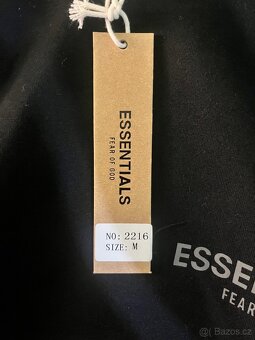 ESSENTIALS
FEAR OF GOD
NO: 2216
SIZE: M
ESSEN
FEAR
Bazos.cz